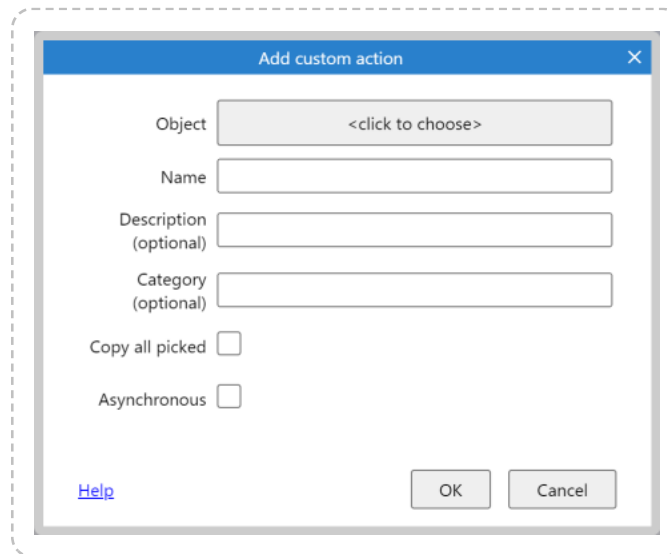 Add custom action
Object
<click to choose>
Name
Description
(optional)
Category
(optional)
Copy all picked
Asynchronous
Help
OK
Cancel